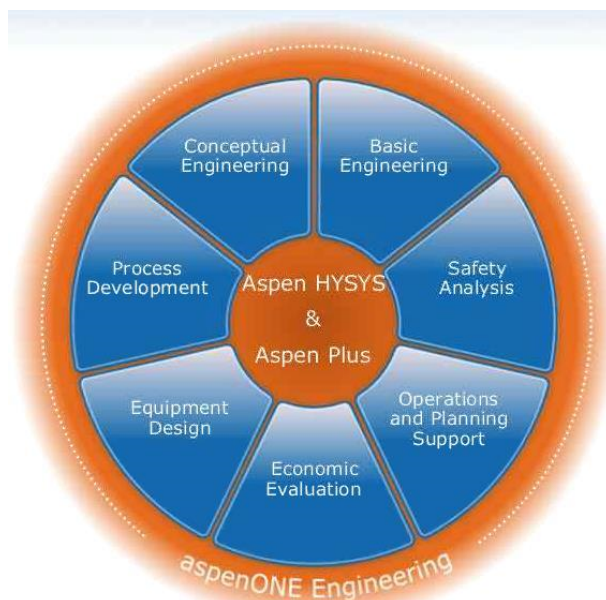 Conceptual
Engineering
Basic
Engineering
Process
Development
Aspen HYSYS
&
Aspen Plus
Safety
Analysis
Equipment
Design
Operations
and Planning
Support
Economic
Evaluation
aspenONE Engineering